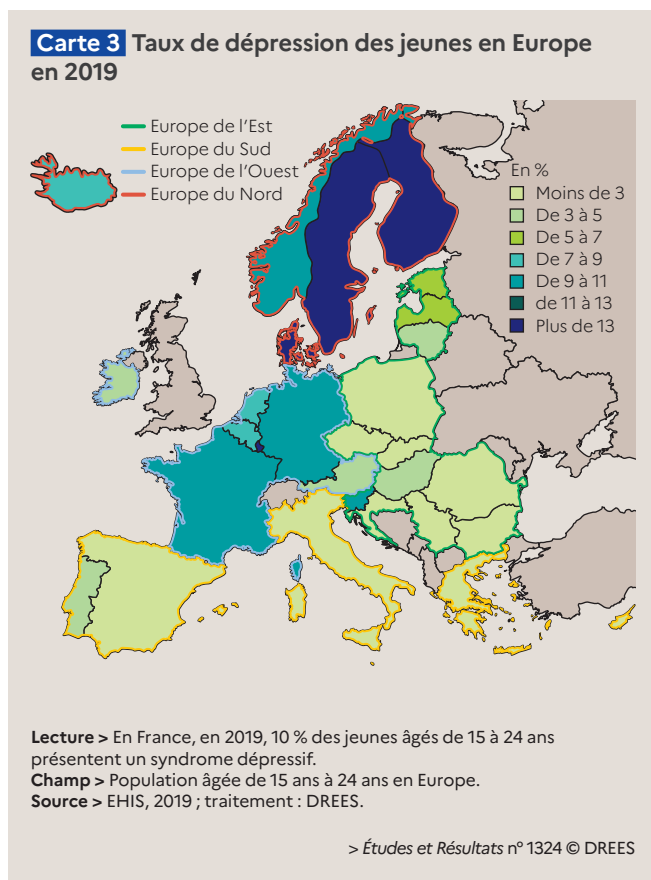 Carte 3 Taux de dépression des jeunes en Europe
en 2019
Europe de l'Est
Europe du Sud
Europe de l'Ouest
Europe du Nord
En %
Moins de 3
De 3 à 5
De 5 à 7
De 7 à 9
De 9 à 11
de 11 à 13
Plus de 13
Lecture > En France, en 2019, 10 % des jeunes âgés de 15 à 24 ans
présentent un syndrome dépressif.
Champ > Population âgée de 15 ans à 24 ans en Europe.
Source > EHIS, 2019 ; traitement : DREES.
> Études et Résultats n° 1324 © DREES